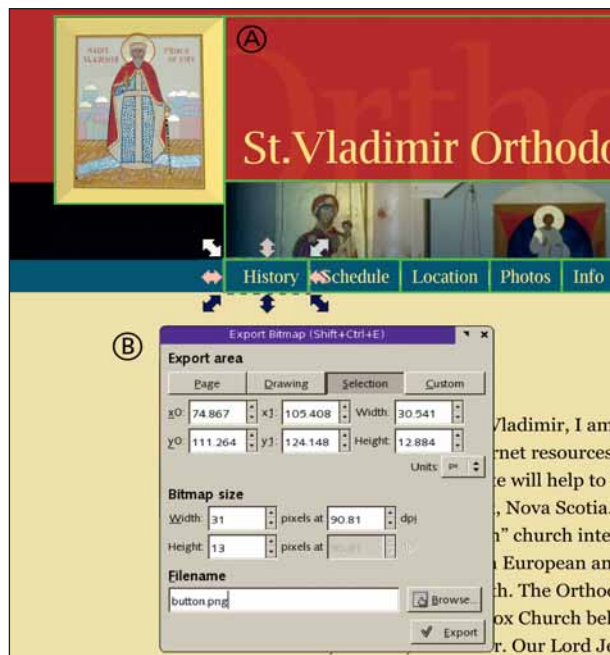 A
SAINT VLADIMIR
PRINCE OF KIEV
Ortho
St.Vladimir Orthodo
History Schedule Location Photos Info
B
Export Bitmap (Shift+Ctrl+E)
Export area
Page Drawing Selection Custom
x0: 74.867 x1: 105.408 Width: 30.541
y0: 111.264 y1: 124.148 Height: 12.884
Units: px
Bitmap size
Width: 31 pixels at 90.81 dpi
Height: 13 pixels at
Filename
button.png Browse...
Export
Vladimir, I am
rnet resources
te will help to
, Nova Scotia.
n” church inte
European an
th. The Orthod
ox Church bel
r. Our Lord Je